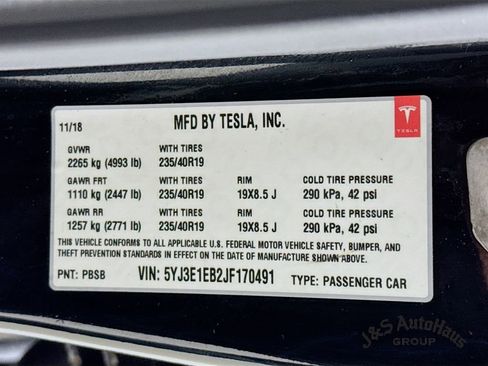 11/18 MFD BY TESLA, INC.
TESLA
GVWR WITH TIRES
2265 kg (4993 lb) 235/40R19
GAWR FRT WITH TIRES RIM COLD TIRE PRESSURE
1110 kg (2447 lb) 235/40R19 19X8.5 J 290 kPa, 42 psi
GAWR RR WITH TIRES RIM COLD TIRE PRESSURE
1257 kg (2771 lb) 235/40R19 19X8.5 J 290 kPa, 42 psi
THIS VEHICLE CONFORMS TO ALL APPLICABLE U.S. FEDERAL MOTOR VEHICLE SAFETY, BUMPER, AND
THEFT PREVENTION STANDARDS IN EFFECT ON THE DATE OF MANUFACTURE SHOWN ABOVE.
PNT: PBSB VIN: 5YJ3E1EB2JF170491 TYPE: PASSENGER CAR
J&S AutoHaus
GROUP